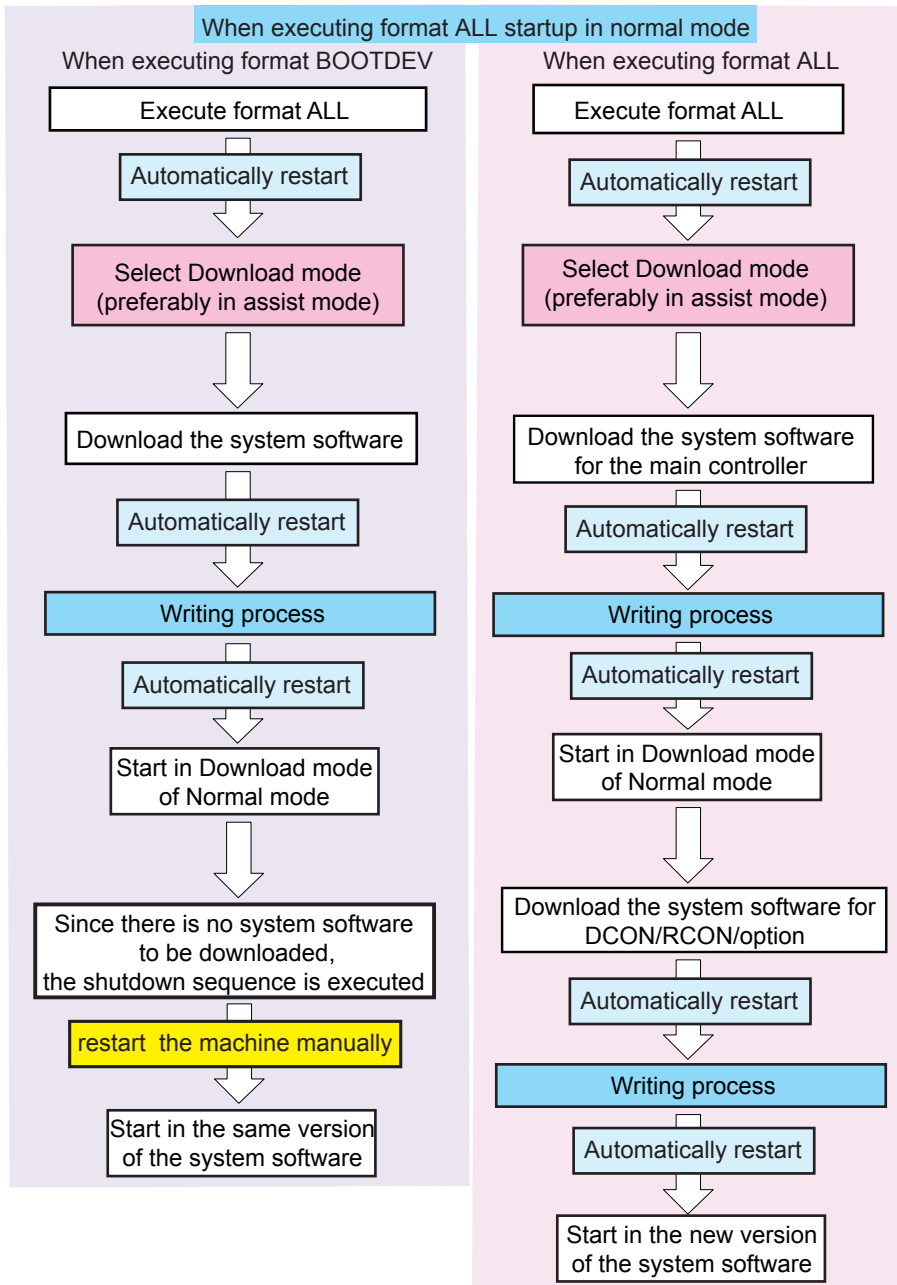 When executing format ALL startup in normal mode
When executing format BOOTDEV
Execute format ALL
Automatically restart
Select Download mode
(preferably in assist mode)
Download the system software
Automatically restart
Writing process
Automatically restart
Start in Download mode
of Normal mode
Since there is no system software
to be downloaded,
the shutdown sequence is executed
restart the machine manually
Start in the same version
of the system software
When executing format ALL
Execute format ALL
Automatically restart
Select Download mode
(preferably in assist mode)
Download the system software
for the main controller
Automatically restart
Writing process
Automatically restart
Start in Download mode
of Normal mode
Download the system software for
DCON/RCON/option
Automatically restart
Writing process
Automatically restart
Start in the new version
of the system software